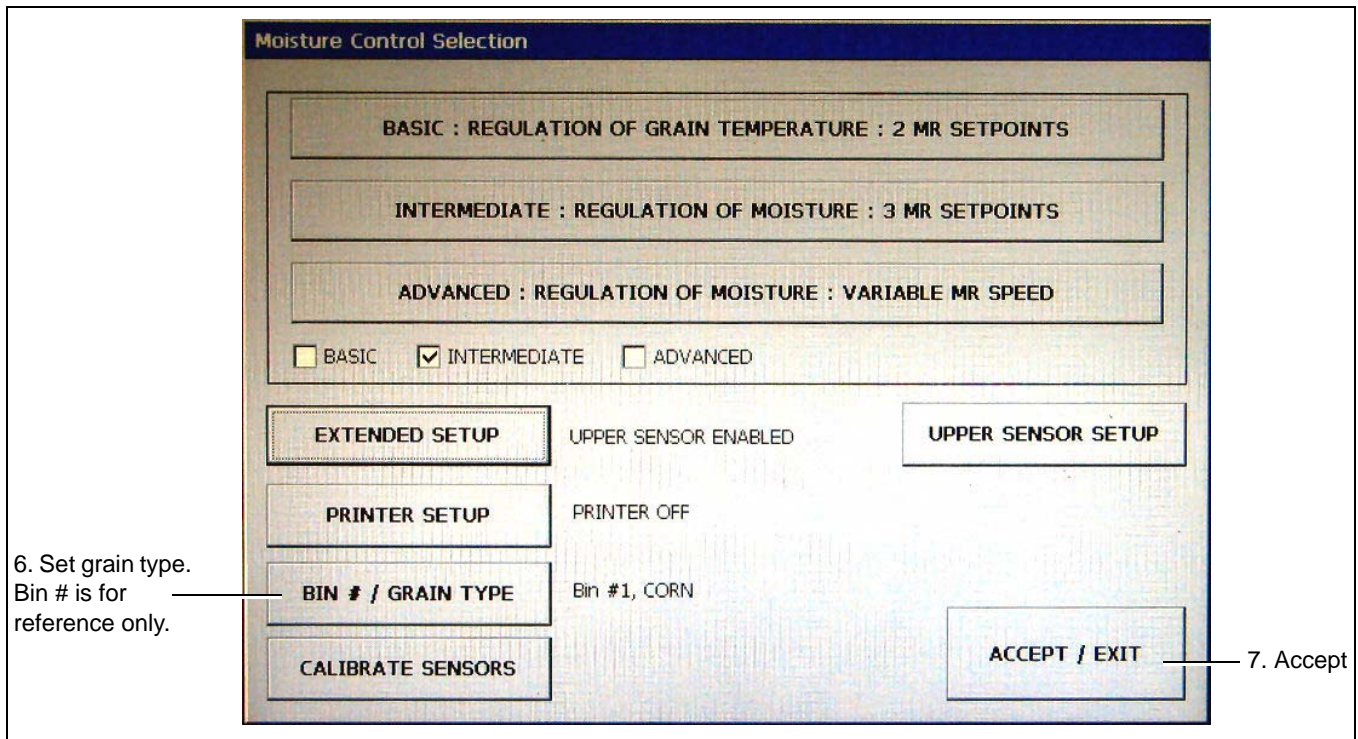 Moisture Control Selection
BASIC : REGULATION OF GRAIN TEMPERATURE : 2 MR SETPOINTS
INTERMEDIATE : REGULATION OF MOISTURE : 3 MR SETPOINTS
ADVANCED : REGULATION OF MOISTURE : VARIABLE MR SPEED
BASIC INTERMEDIATE ADVANCED
EXTENDED SETUP UPPER SENSOR ENABLED UPPER SENSOR SETUP
PRINTER SETUP PRINTER OFF
6. Set grain type.
Bin # is for
reference only.
BIN # / GRAIN TYPE Bin #1, CORN
CALIBRATE SENSORS
ACCEPT / EXIT
7. Accept